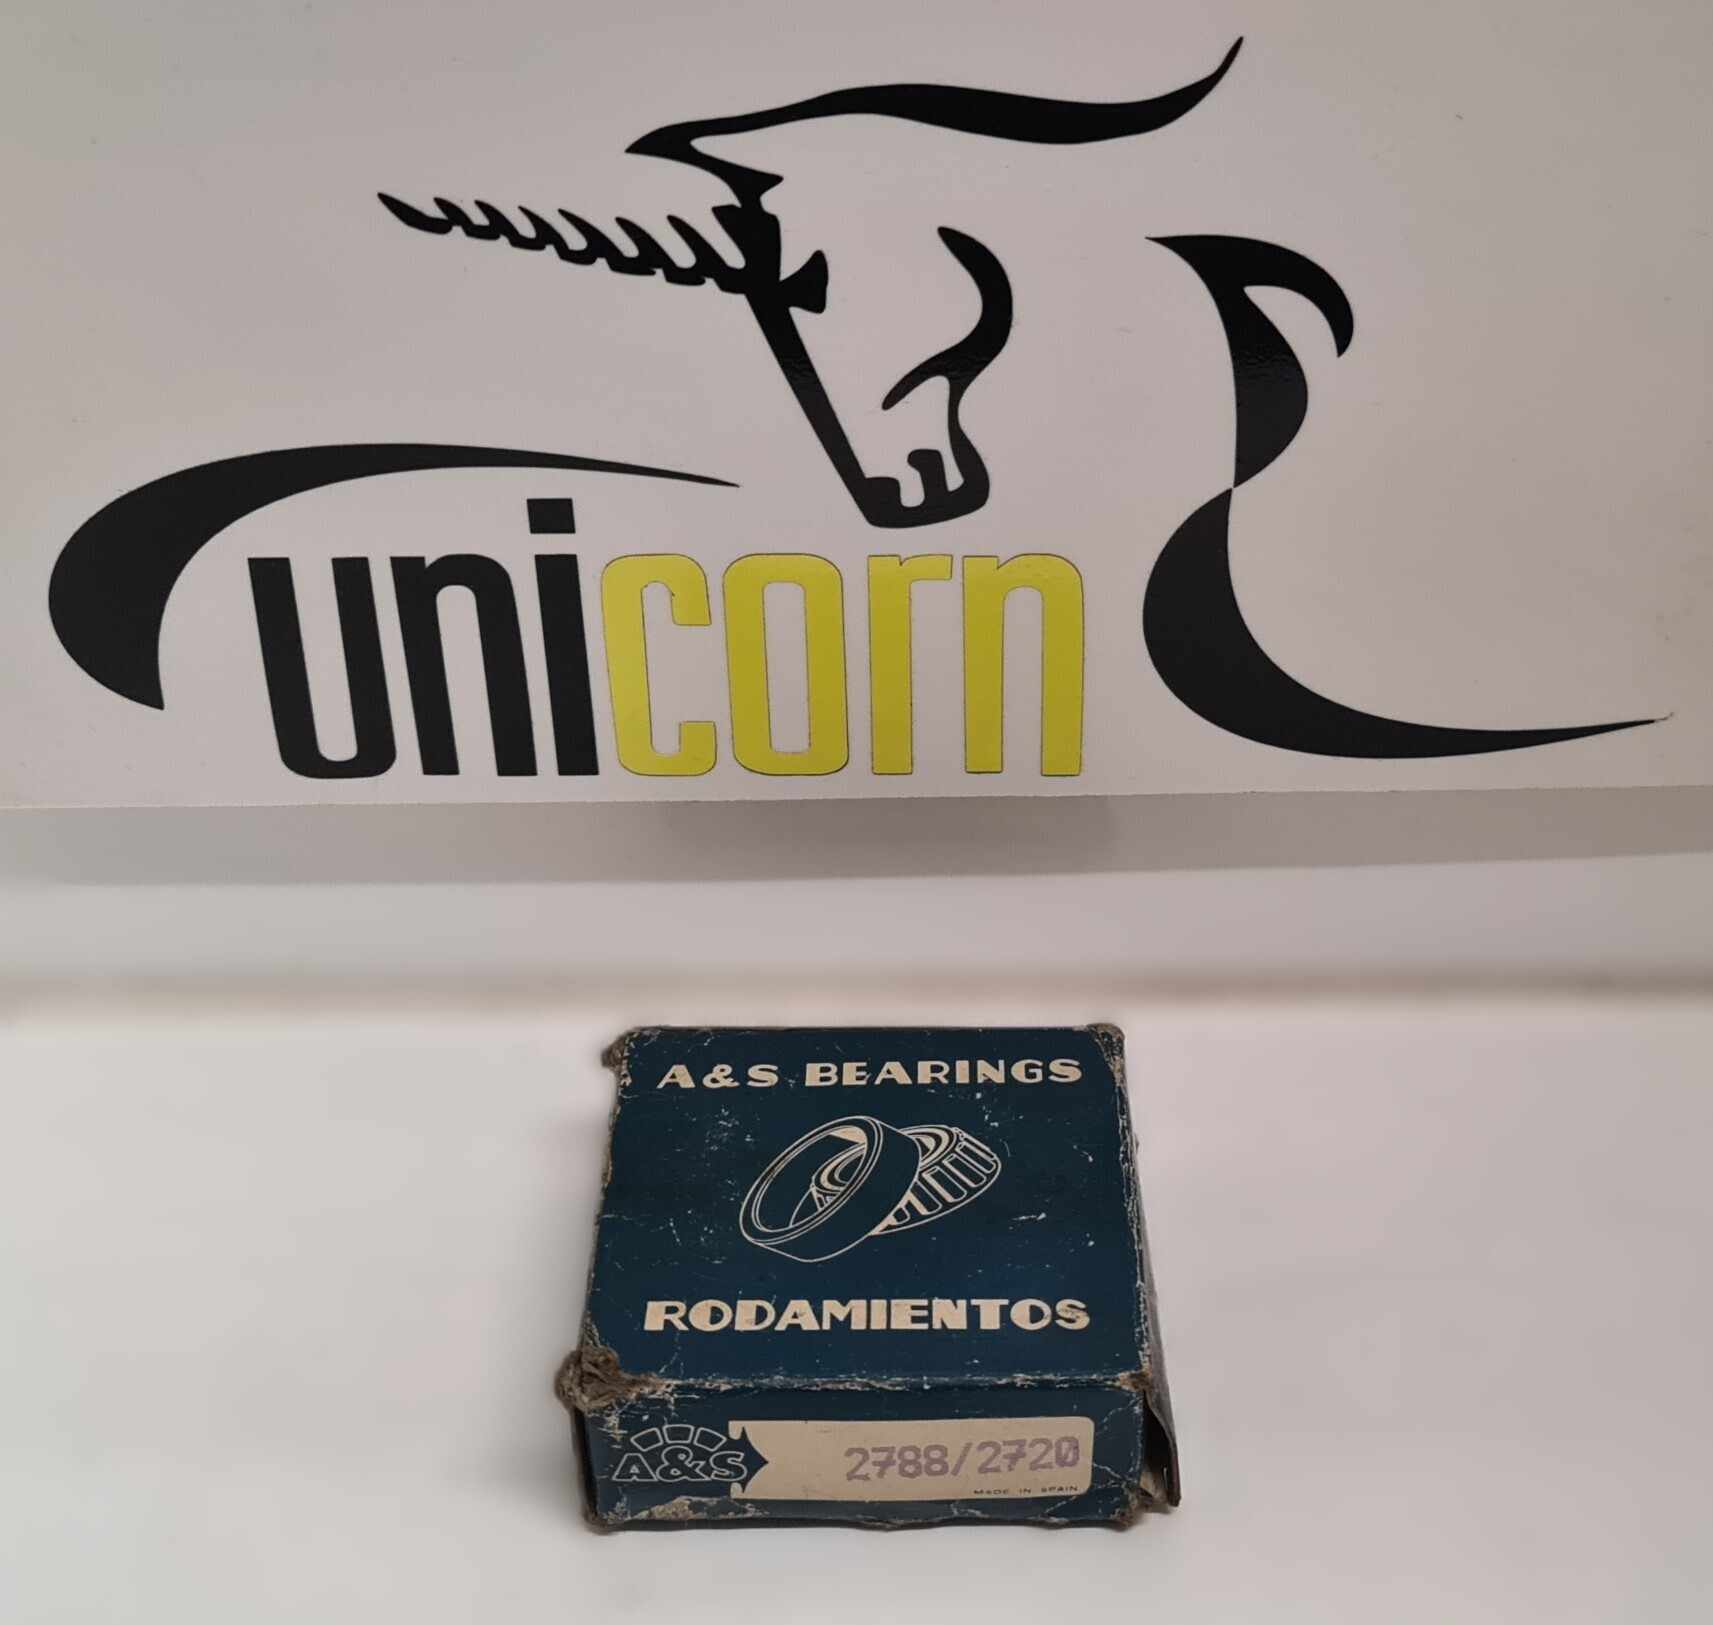 unicorn
A&S BEARINGS
RODAMIENTOS
A&S
2788/2720
MADE IN SPAIN